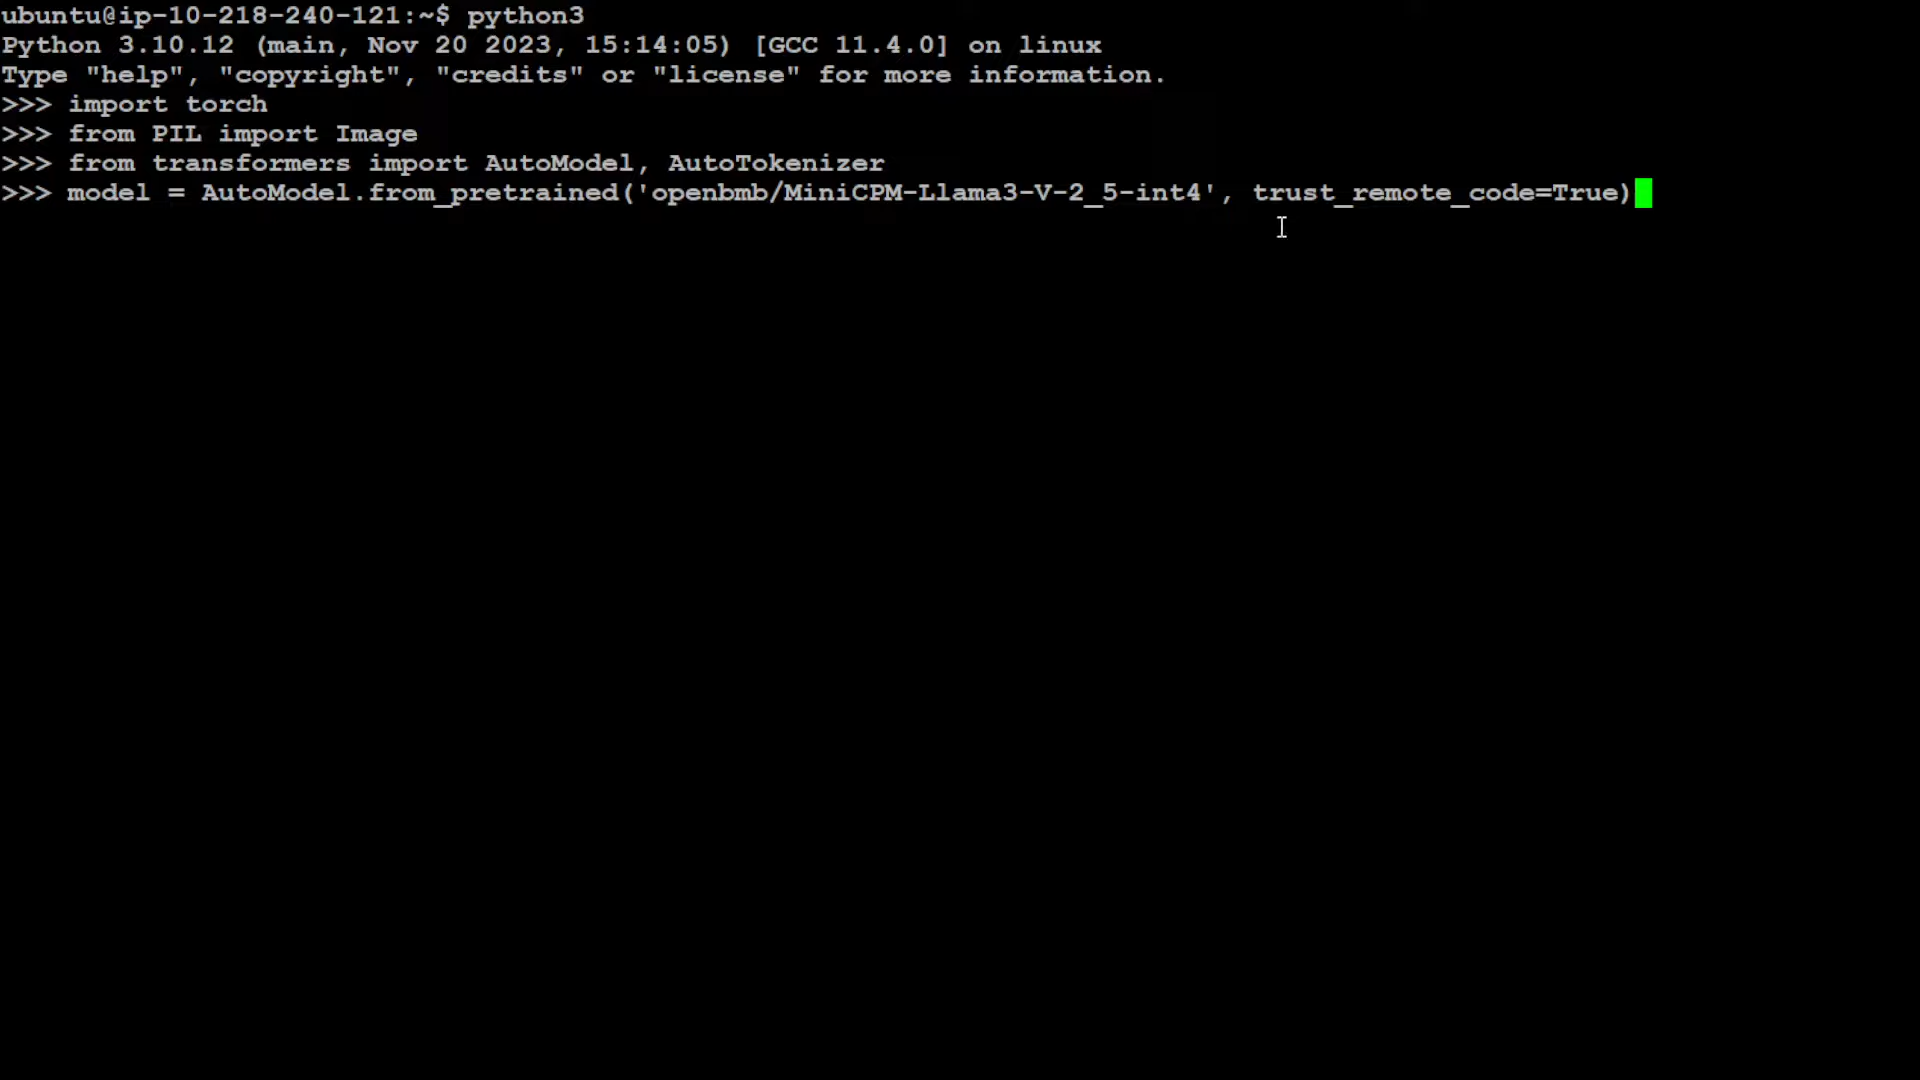 ubuntu@ip-10-218-240-121:~$ python3
Python 3.10.12 (main, Nov 20 2023, 15:14:05) [GCC 11.4.0] on linux
Type "help", "copyright", "credits" or "license" for more information.
>>> import torch
>>> from PIL import Image
>>> from transformers import AutoModel, AutoTokenizer
>>> model = AutoModel.from_pretrained('openbmb/MiniCPM-Llama3-V-2_5-int4', trust_remote_code=True)